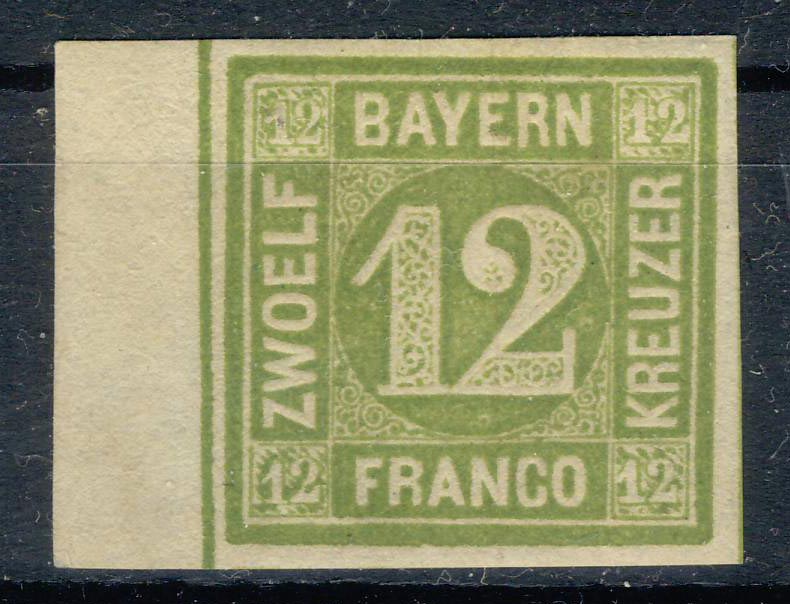 12 BAYERN 12
ZWOELF
12
KREUZER
12 FRANCO 12